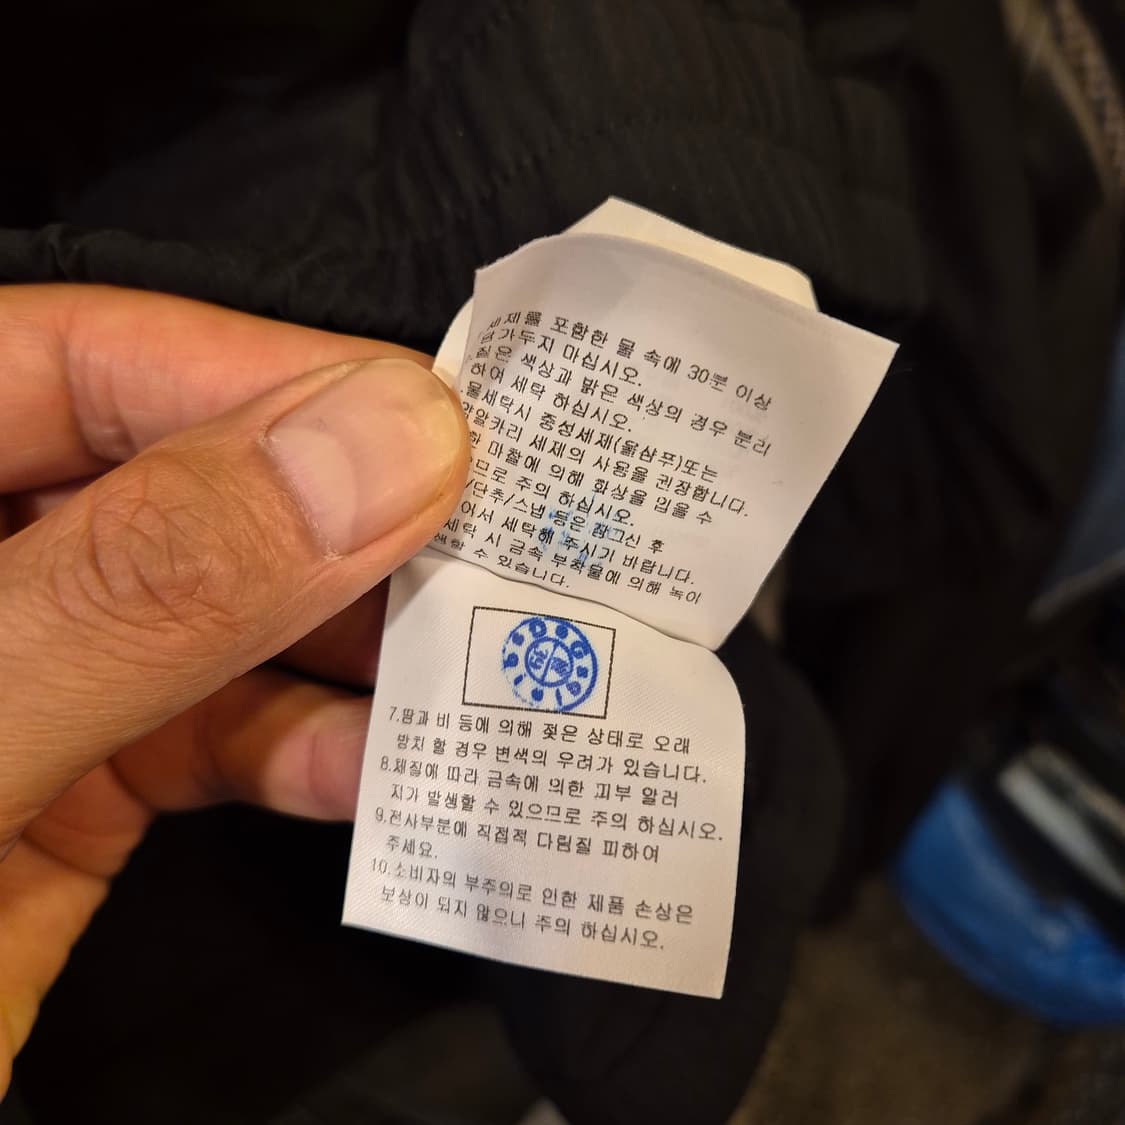 세제를 포함한 물 속에 30분 이상
담가두지 마십시오.
짙은 색상과 밝은 색상의 경우 분리
하여 세탁 하십시오.
물세탁시 중성세제(울샴푸)또는
약알카리 세제의 사용을 권장합니다.
한 마찰에 의해 화상을 입을 수
으므로 주의 하십시오.
/단추/스냅 등은 잠그신 후
어서 세탁해 주시기 바랍니다.
세탁 시 금속 부착물에 의해 녹이
생할 수 있습니다.
7.땀과 비 등에 의해 젖은 상태로 오래
방치 할 경우 변색의 우려가 있습니다.
8.체질에 따라 금속에 의한 피부 알러
지가 발생할 수 있으므로 주의 하십시오.
9.전사부분에 직접적 다림질 피하여
주세요.
10.소비자의 부주의로 인한 제품 손상은
보상이 되지 않으니 주의 하십시오.